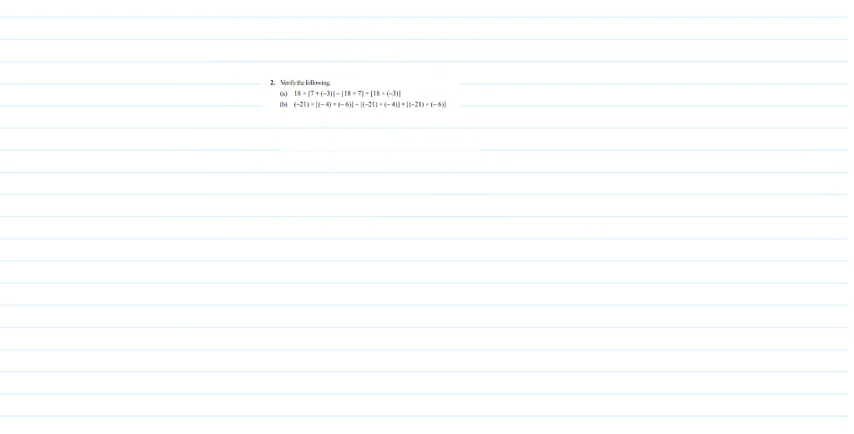 2. Verify the following:
(a) 18 × [7 + (–3)] = [18 × 7] + [18 × (–3)]
(b) (–21) × [(– 4) + (– 6)] = [(–21) × (– 4)] + [(–21) × (– 6)]